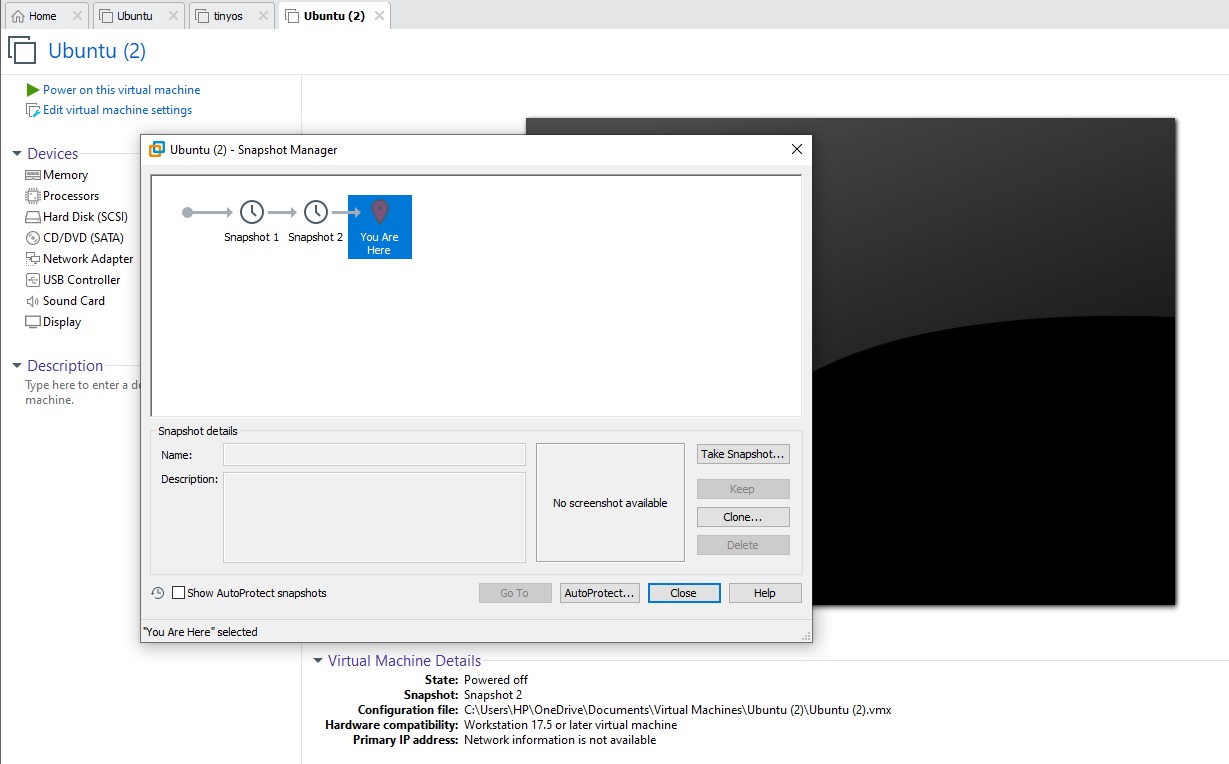 Home
Ubuntu
tinyos
Ubuntu (2)
Ubuntu (2)
Power on this virtual machine
Edit virtual machine settings
Devices
Memory
Processors
Hard Disk (SCSI)
CD/DVD (SATA)
Network Adapter
USB Controller
Sound Card
Display
Description
Type here to enter a de
machine.
Ubuntu (2) - Snapshot Manager
Snapshot 1
Snapshot 2
You Are
Here
Snapshot details
Name:
Description:
No screenshot available
Take Snapshot...
Keep
Clone...
Delete
Show AutoProtect snapshots
Go To
AutoProtect...
Close
Help
"You Are Here" selected
Virtual Machine Details
State: Powered off
Snapshot: Snapshot 2
Configuration file: C:\Users\HP\OneDrive\Documents\Virtual Machines\Ubuntu (2)\Ubuntu (2).vmx
Hardware compatibility: Workstation 17.5 or later virtual machine
Primary IP address: Network information is not available